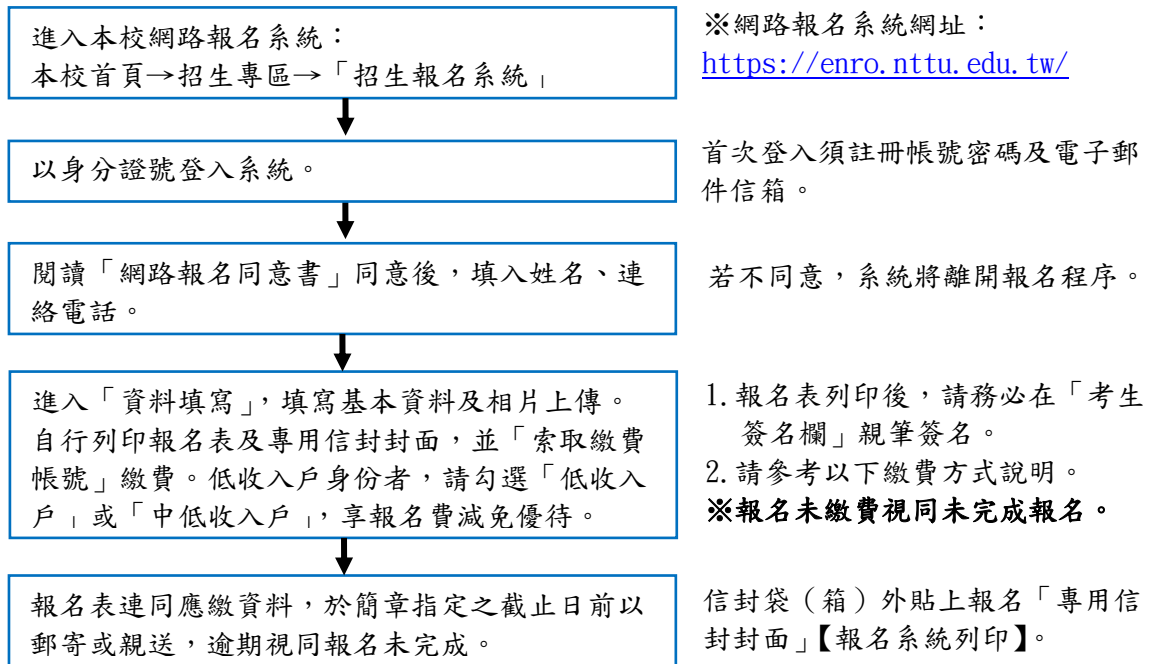 進入本校網路報名系統：
本校首頁→招生專區→「招生報名系統」
※網路報名系統網址：
https://enro.nttu.edu.tw/
以身分證號登入系統。
首次登入須註冊帳號密碼及電子郵
件信箱。
閱讀「網路報名同意書」同意後，填入姓名、連
絡電話。
若不同意，系統將離開報名程序。
進入「資料填寫」，填寫基本資料及相片上傳。
自行列印報名表及專用信封封面，並「索取繳費
帳號」繳費。低收入戶身份者，請勾選「低收入
戶」或「中低收入戶」，享報名費減免優待。
1.報名表列印後，請務必在「考生
簽名欄」親筆簽名。
2.請參考以下繳費方式說明。
※報名未繳費視同未完成報名。
報名表連同應繳資料，於簡章指定之截止日前以
郵寄或親送，逾期視同報名未完成。
信封袋（箱）外貼上報名「專用信
封封面」【報名系統列印】。